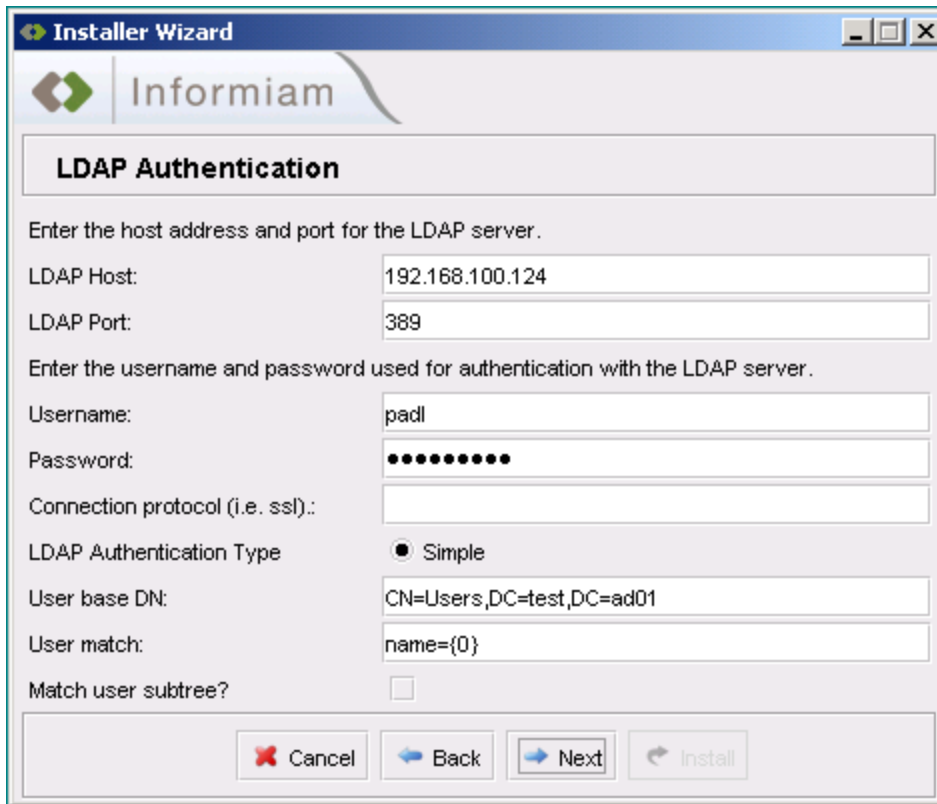 Installer Wizard
Informiam
LDAP Authentication
Enter the host address and port for the LDAP server.
LDAP Host: 192.168.100.124
LDAP Port: 389
Enter the username and password used for authentication with the LDAP server.
Username: padl
Password: ●●●●●●●●●
Connection protocol (i.e. ssl).:
LDAP Authentication Type Simple
User base DN: CN=Users,DC=test,DC=ad01
User match: name={0}
Match user subtree?
Cancel Back Next Install